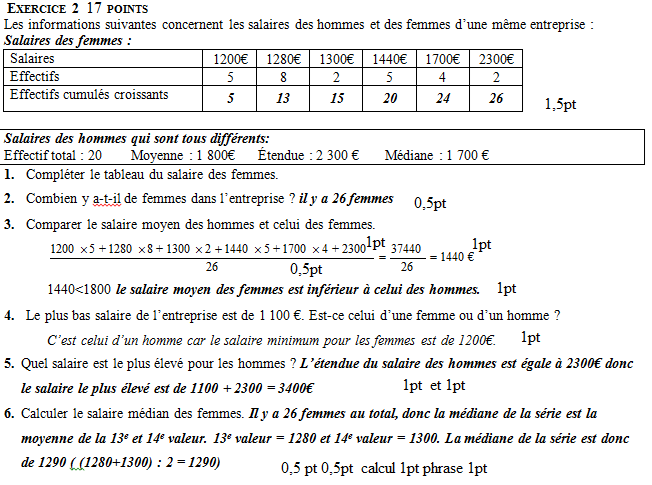 EXERCICE 2 17 POINTS
Les informations suivantes concernent les salaires des hommes et des femmes d’une même entreprise :
Salaires des femmes :
Salaires 1200€ 1280€ 1300€ 1440€ 1700€ 2300€
Effectifs 5 8 2 5 4 2
Effectifs cumulés croissants 5 13 15 20 24 26
1,5pt
Salaires des hommes qui sont tous différents:
Effectif total : 20 Moyenne : 1 800€ Étendue : 2 300 € Médiane : 1 700 €
1. Compléter le tableau du salaire des femmes.
2. Combien y a-t-il de femmes dans l’entreprise ? il y a 26 femmes 0,5pt
3. Comparer le salaire moyen des hommes et celui des femmes.
1200 ×5 +1280 ×8 +1300 ×2 +1440 ×5 +1700 ×4 +2300 1pt = 37440 = 1440 € 1pt
26 0,5pt 26
1440<1800 le salaire moyen des femmes est inférieur à celui des hommes. 1pt
4. Le plus bas salaire de l’entreprise est de 1 100 €. Est-ce celui d’une femme ou d’un homme ?
C’est celui d’un homme car le salaire minimum pour les femmes est de 1200€. 1pt
5. Quel salaire est le plus élevé pour les hommes ? L’étendue du salaire des hommes est égale à 2300€ donc
le salaire le plus élevé est de 1100 + 2300 = 3400€ 1pt et 1pt
6. Calculer le salaire médian des femmes. Il y a 26 femmes au total, donc la médiane de la série est la
moyenne de la 13e et 14e valeur. 13e valeur = 1280 et 14e valeur = 1300. La médiane de la série est donc
de 1290 ( (1280+1300) : 2 = 1290) 0,5 pt 0,5pt calcul 1pt phrase 1pt